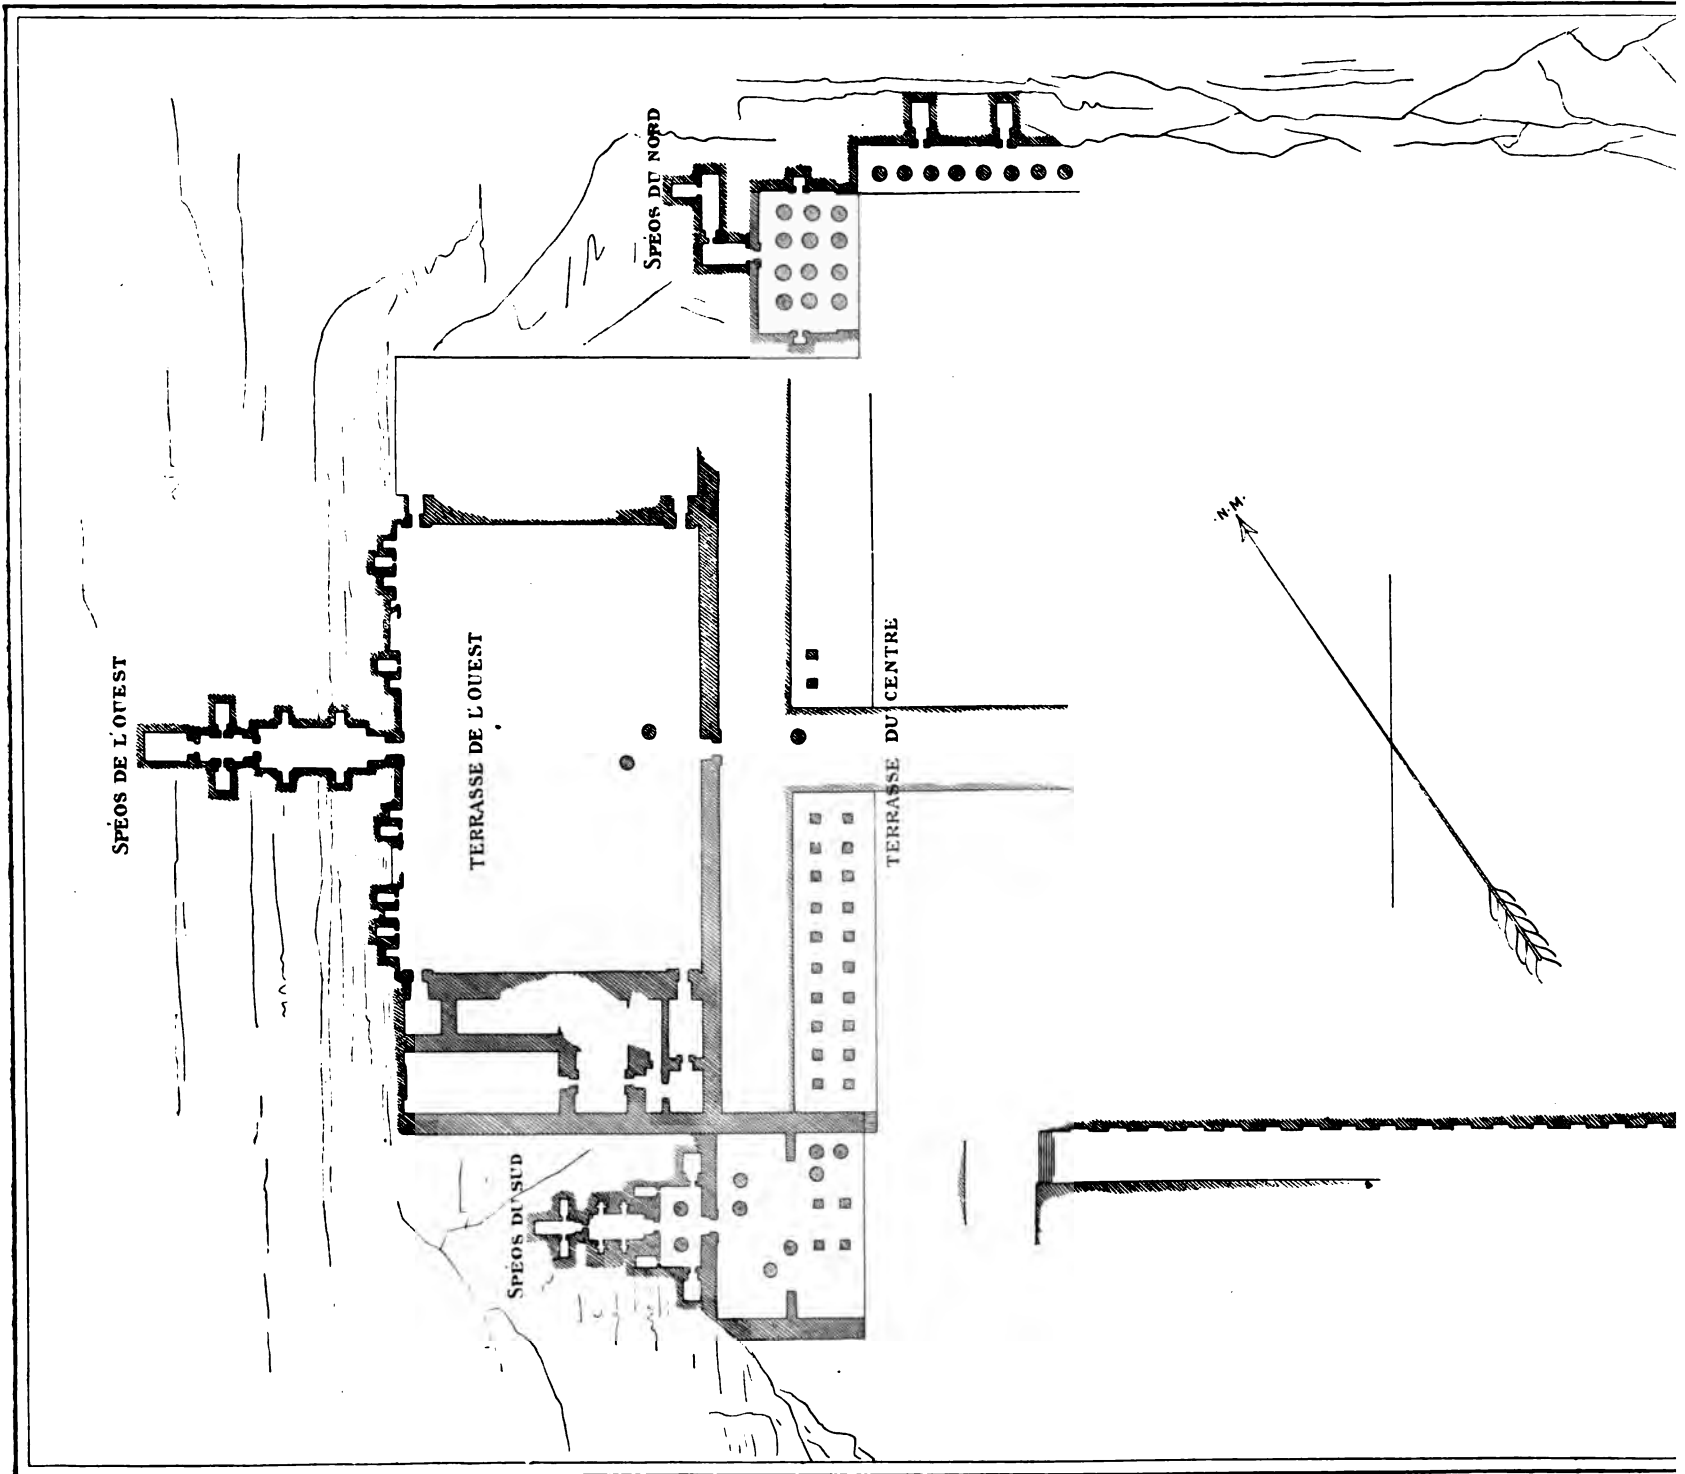 SPÉOS DU NORD
SPÉOS DE L'OUEST
TERRASSE DE L'OUEST
TERRASSE DU CENTRE
SPÉOS DU SUD
N.M.